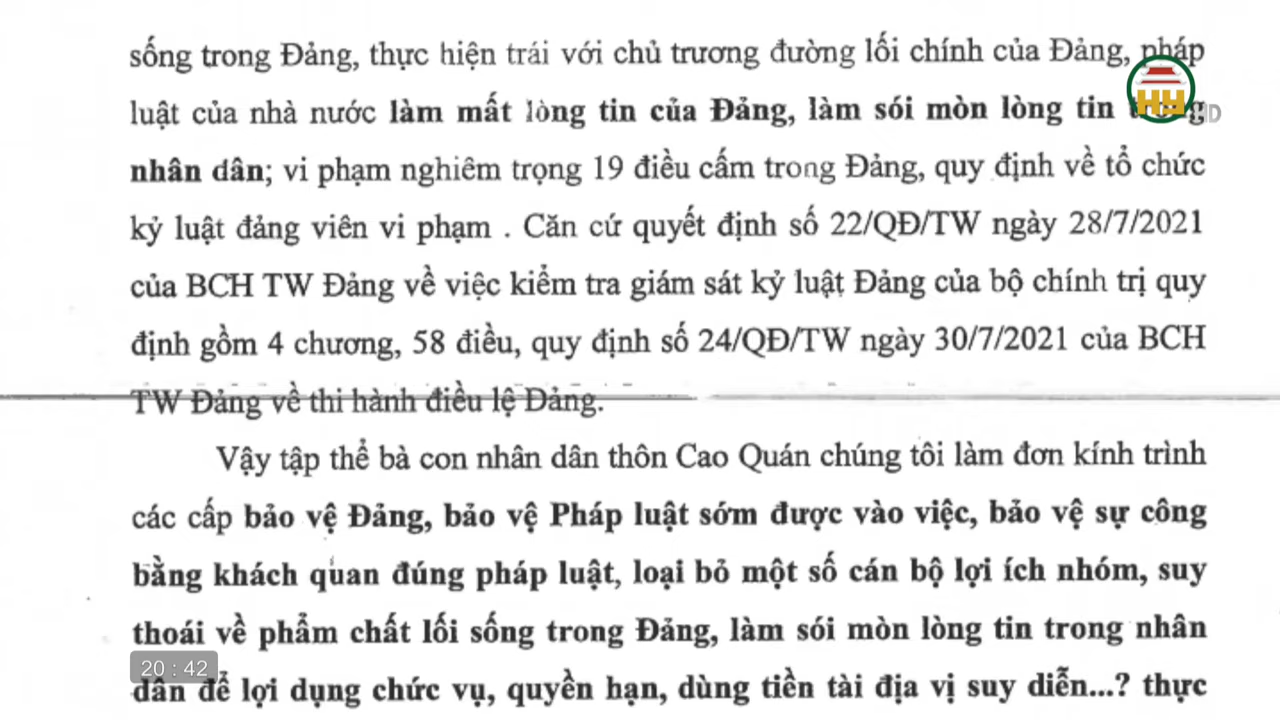 sống trong Đảng, thực hiện trái với chủ trương đường lối chính của Đảng, pháp
luật của nhà nước làm mất lòng tin của Đảng, làm sói mòn lòng tin trong
nhân dân; vi phạm nghiêm trọng 19 điều cấm trong Đảng, quy định về tổ chức
kỷ luật đảng viên vi phạm . Căn cứ quyết định số 22/QĐ/TW ngày 28/7/2021
của BCH TW Đảng về việc kiểm tra giám sát kỷ luật Đảng của bộ chính trị quy
định gồm 4 chương, 58 điều, quy định số 24/QĐ/TW ngày 30/7/2021 của BCH
TW Đảng về thi hành điều lệ Đảng.
Vậy tập thể bà con nhân dân thôn Cao Quán chúng tôi làm đơn kính trình
các cấp bảo vệ Đảng, bảo vệ Pháp luật sớm được vào việc, bảo vệ sự công
bằng khách quan đúng pháp luật, loại bỏ một số cán bộ lợi ích nhóm, suy
thoái về phẩm chất lối sống trong Đảng, làm sói mòn lòng tin trong nhân
dân để lợi dụng chức vụ, quyền hạn, dùng tiền tài địa vị suy diễn...? thực
HY HD
20 : 42